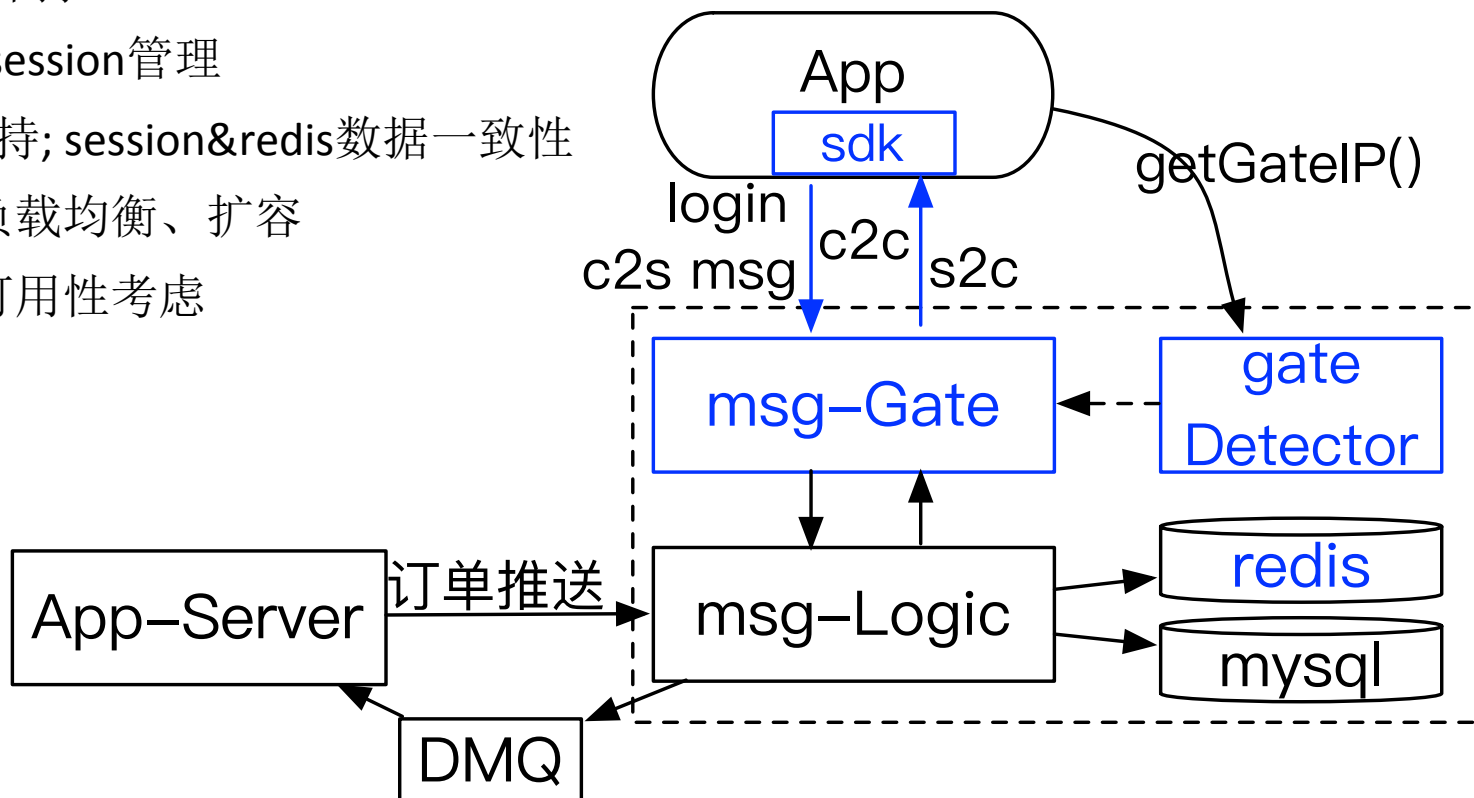 session管理
持; session&redis数据一致性
负载均衡、扩容
可用性考虑
App
sdk
getGateIP()
login
c2c
c2s msg
s2c
msg–Gate
gate
Detector
redis
订单推送
App–Server
msg–Logic
mysql
DMQ